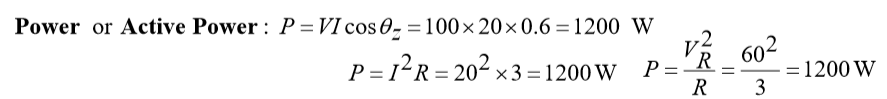 Power or Active Power : P = VI cos θz = 100 × 20 × 0.6 = 1200 W
P = I²R = 20² × 3 = 1200 W P = V_R²/R = 60²/3 = 1200 W